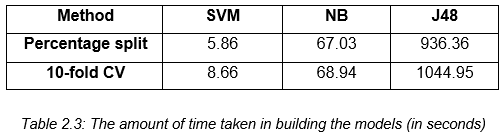 Method SVM NB J48
Percentage split 5.86 67.03 936.36
10-fold CV 8.66 68.94 1044.95
Table 2.3: The amount of time taken in building the models (in seconds)